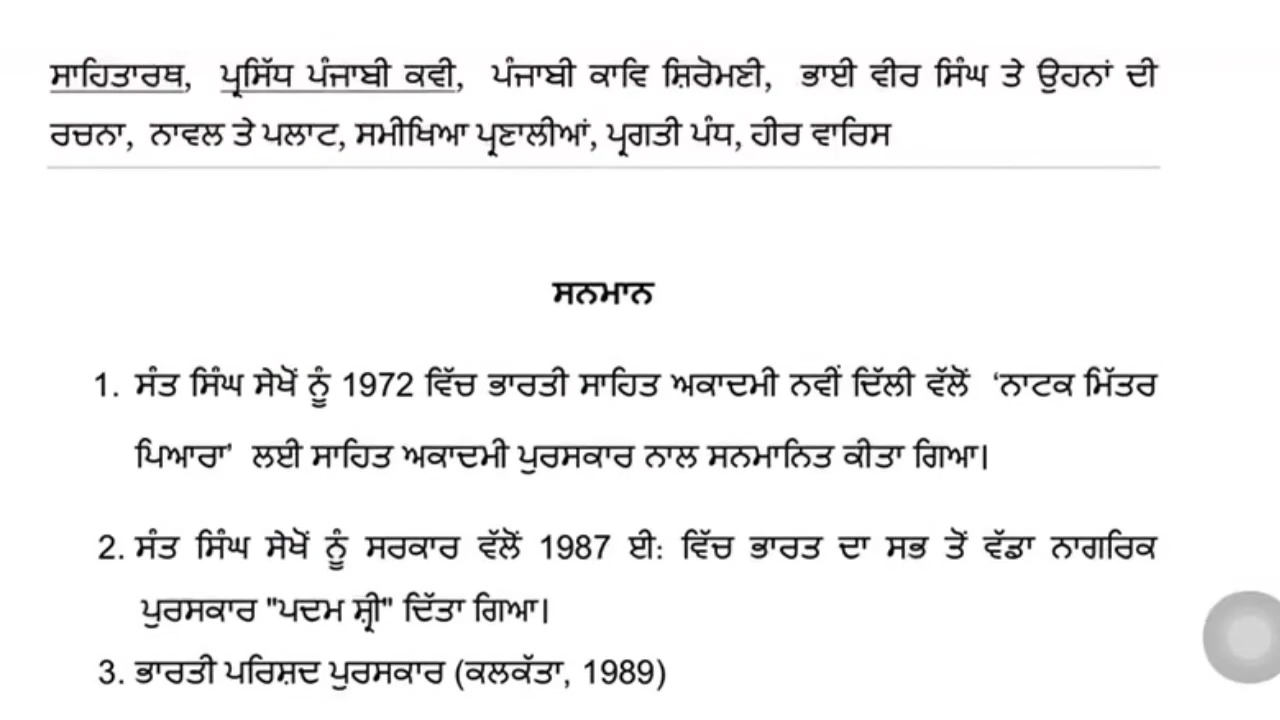 ਸਾਹਿਤਾਰਥ, ਪ੍ਰਸਿੱਧ ਪੰਜਾਬੀ ਕਵੀ, ਪੰਜਾਬੀ ਕਾਵਿ ਸ਼ਿਰੋਮਣੀ, ਭਾਈ ਵੀਰ ਸਿੰਘ ਤੇ ਉਹਨਾਂ ਦੀ
ਰਚਨਾ, ਨਾਵਲ ਤੇ ਪਲਾਟ, ਸਮੀਖਿਆ ਪ੍ਰਣਾਲੀਆਂ, ਪ੍ਰਗਤੀ ਪੰਧ, ਹੀਰ ਵਾਰਿਸ
ਸਨਮਾਨ
1. ਸੰਤ ਸਿੰਘ ਸੇਖੋਂ ਨੂੰ 1972 ਵਿੱਚ ਭਾਰਤੀ ਸਾਹਿਤ ਅਕਾਦਮੀ ਨਵੀਂ ਦਿੱਲੀ ਵੱਲੋਂ ‘ਨਾਟਕ ਮਿੱਤਰ
ਪਿਆਰਾ’ ਲਈ ਸਾਹਿਤ ਅਕਾਦਮੀ ਪੁਰਸਕਾਰ ਨਾਲ ਸਨਮਾਨਿਤ ਕੀਤਾ ਗਿਆ।
2. ਸੰਤ ਸਿੰਘ ਸੇਖੋਂ ਨੂੰ ਸਰਕਾਰ ਵੱਲੋਂ 1987 ਈ: ਵਿੱਚ ਭਾਰਤ ਦਾ ਸਭ ਤੋਂ ਵੱਡਾ ਨਾਗਰਿਕ
ਪੁਰਸਕਾਰ "ਪਦਮ ਸ਼੍ਰੀ" ਦਿੱਤਾ ਗਿਆ।
3. ਭਾਰਤੀ ਪਰਿਸ਼ਦ ਪੁਰਸਕਾਰ (ਕਲਕੱਤਾ, 1989)